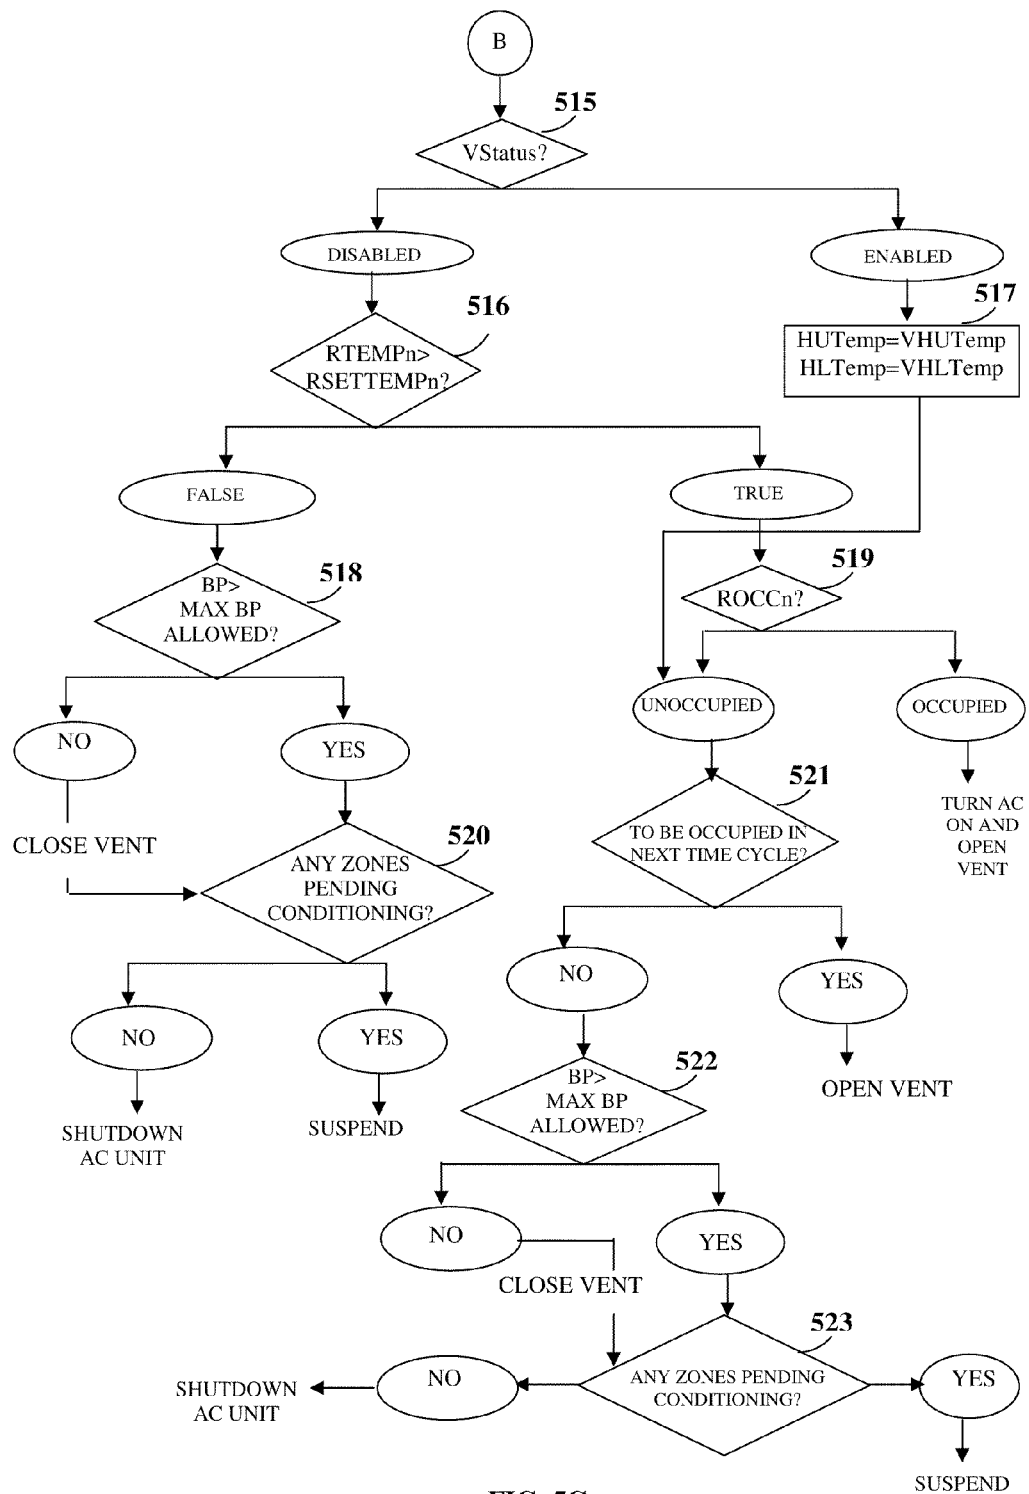 B
515
VStatus?
DISABLED
ENABLED
516
517
RTEMPn>
RSETTEMPn?
HUTemp=VHUTemp
HLTemp=VHLTemp
FALSE
TRUE
518
BP>
MAX BP
ALLOWED?
519
ROCCn?
NO
YES
UNOCCUPIED
OCCUPIED
CLOSE VENT
520
ANY ZONES
PENDING
CONDITIONING?
521
TO BE OCCUPIED IN
NEXT TIME CYCLE?
TURN AC
ON AND
OPEN
VENT
NO
YES
NO
YES
SHUTDOWN
AC UNIT
SUSPEND
522
BP>
MAX BP
ALLOWED?
OPEN VENT
NO
YES
CLOSE VENT
523
ANY ZONES PENDING
CONDITIONING?
NO
YES
SHUTDOWN
AC UNIT
SUSPEND